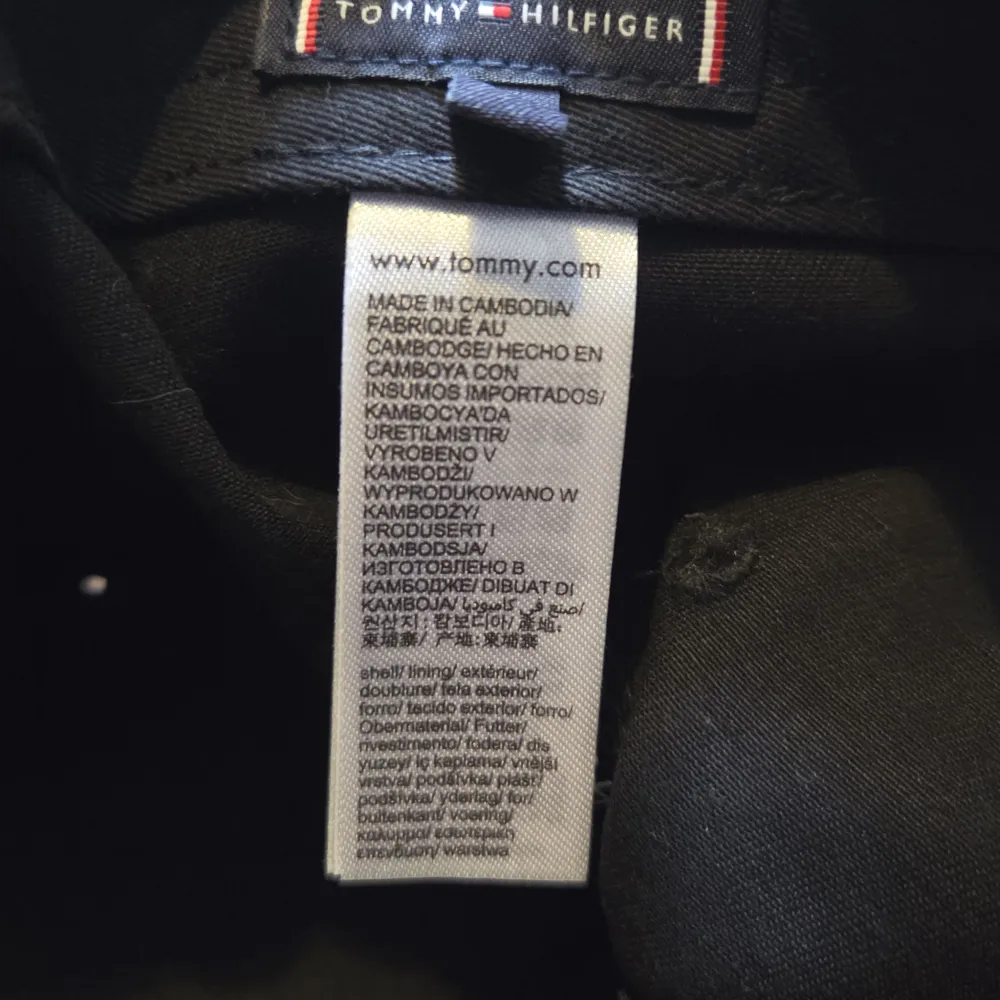 TOMMY HILFIGER
www.tommy.com
MADE IN CAMBODIA/
FABRIQUÉ AU
CAMBODGE/ HECHO EN
CAMBOYA CON
INSUMOS IMPORTADOS/
KAMBOCYA'DA
URETILMISTIR/
VYROBENO V
KAMBODŽI/
WYPRODUKOWANO W
KAMBODŻY/
PRODUSERT I
KAMBODSJA/
ИЗГОТОВЛЕНО В
КАМБОДЖЕ/ DIBUAT DI
KAMBOJA/ صنع في كامبوديا/
원산지: 캄보디아/ 產地:
柬埔寨/ 产地:柬埔寨
shell/ lining/ extérieur/
doublure/ tela exterior/
forro/ tecido exterior/ forro/
Obermaterial/ Futter/
rivestimento/ fodera/ dis
yuzey/ iç kaplama/ vnější
vrstva/ podšívka/ plášť/
podšívka/ yderlag/ for/
buitenkant/ voering/
κάλυμμα/ εσωτερική
επένδυση/ warstwa